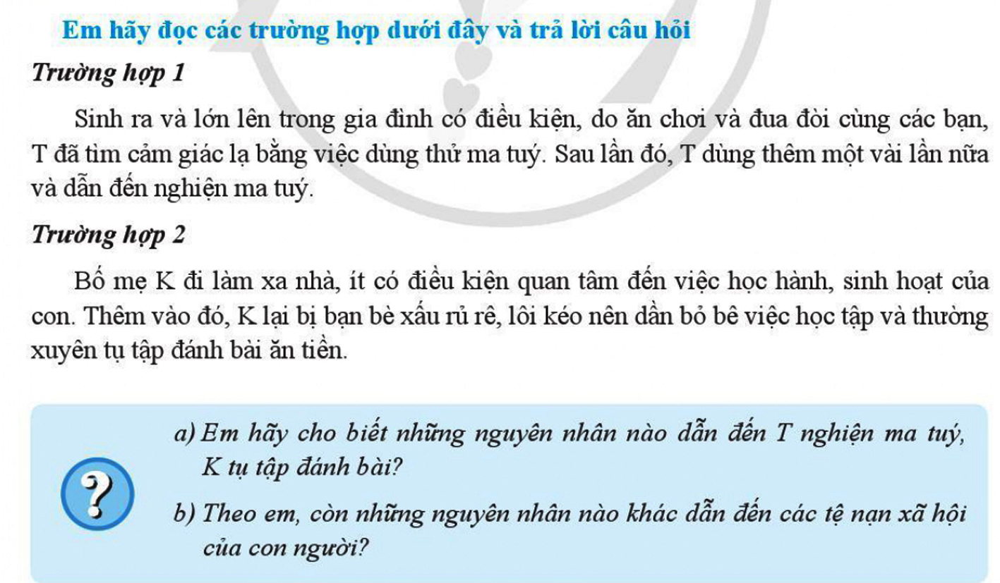 Em hãy đọc các trường hợp dưới đây và trả lời câu hỏi
Trường hợp 1
Sinh ra và lớn lên trong gia đình có điều kiện, do ăn chơi và đua đòi cùng các bạn,
T đã tìm cảm giác lạ bằng việc dùng thử ma tuý. Sau lần đó, T dùng thêm một vài lần nữa
và dẫn đến nghiện ma tuý.
Trường hợp 2
Bố mẹ K đi làm xa nhà, ít có điều kiện quan tâm đến việc học hành, sinh hoạt của
con. Thêm vào đó, K lại bị bạn bè xấu rủ rê, lôi kéo nên dần bỏ bê việc học tập và thường
xuyên tụ tập đánh bài ăn tiền.
a) Em hãy cho biết những nguyên nhân nào dẫn đến T nghiện ma tuý,
K tụ tập đánh bài?
?
b) Theo em, còn những nguyên nhân nào khác dẫn đến các tệ nạn xã hội
của con người?